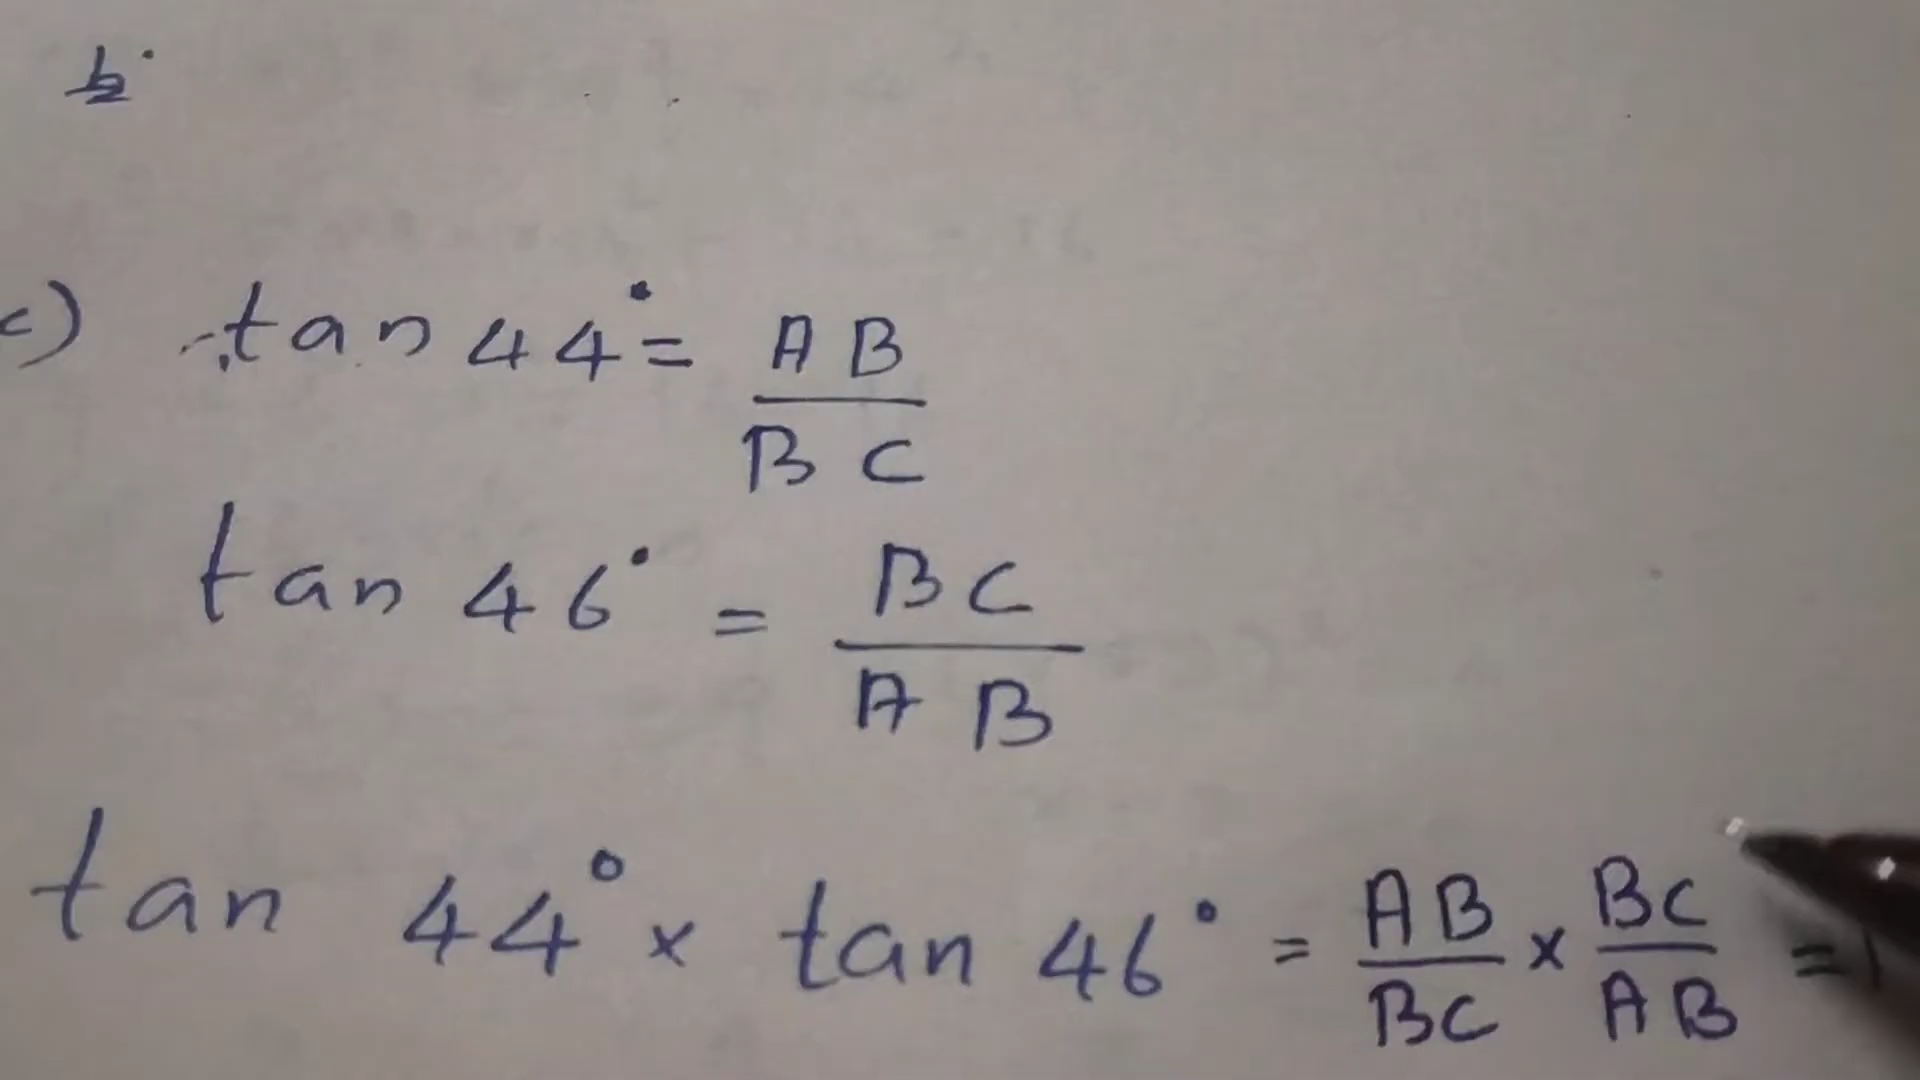 c) tan 44° = AB / BC
tan 46° = BC / AB
tan 44° × tan 46° = AB / BC × BC / AB = 1